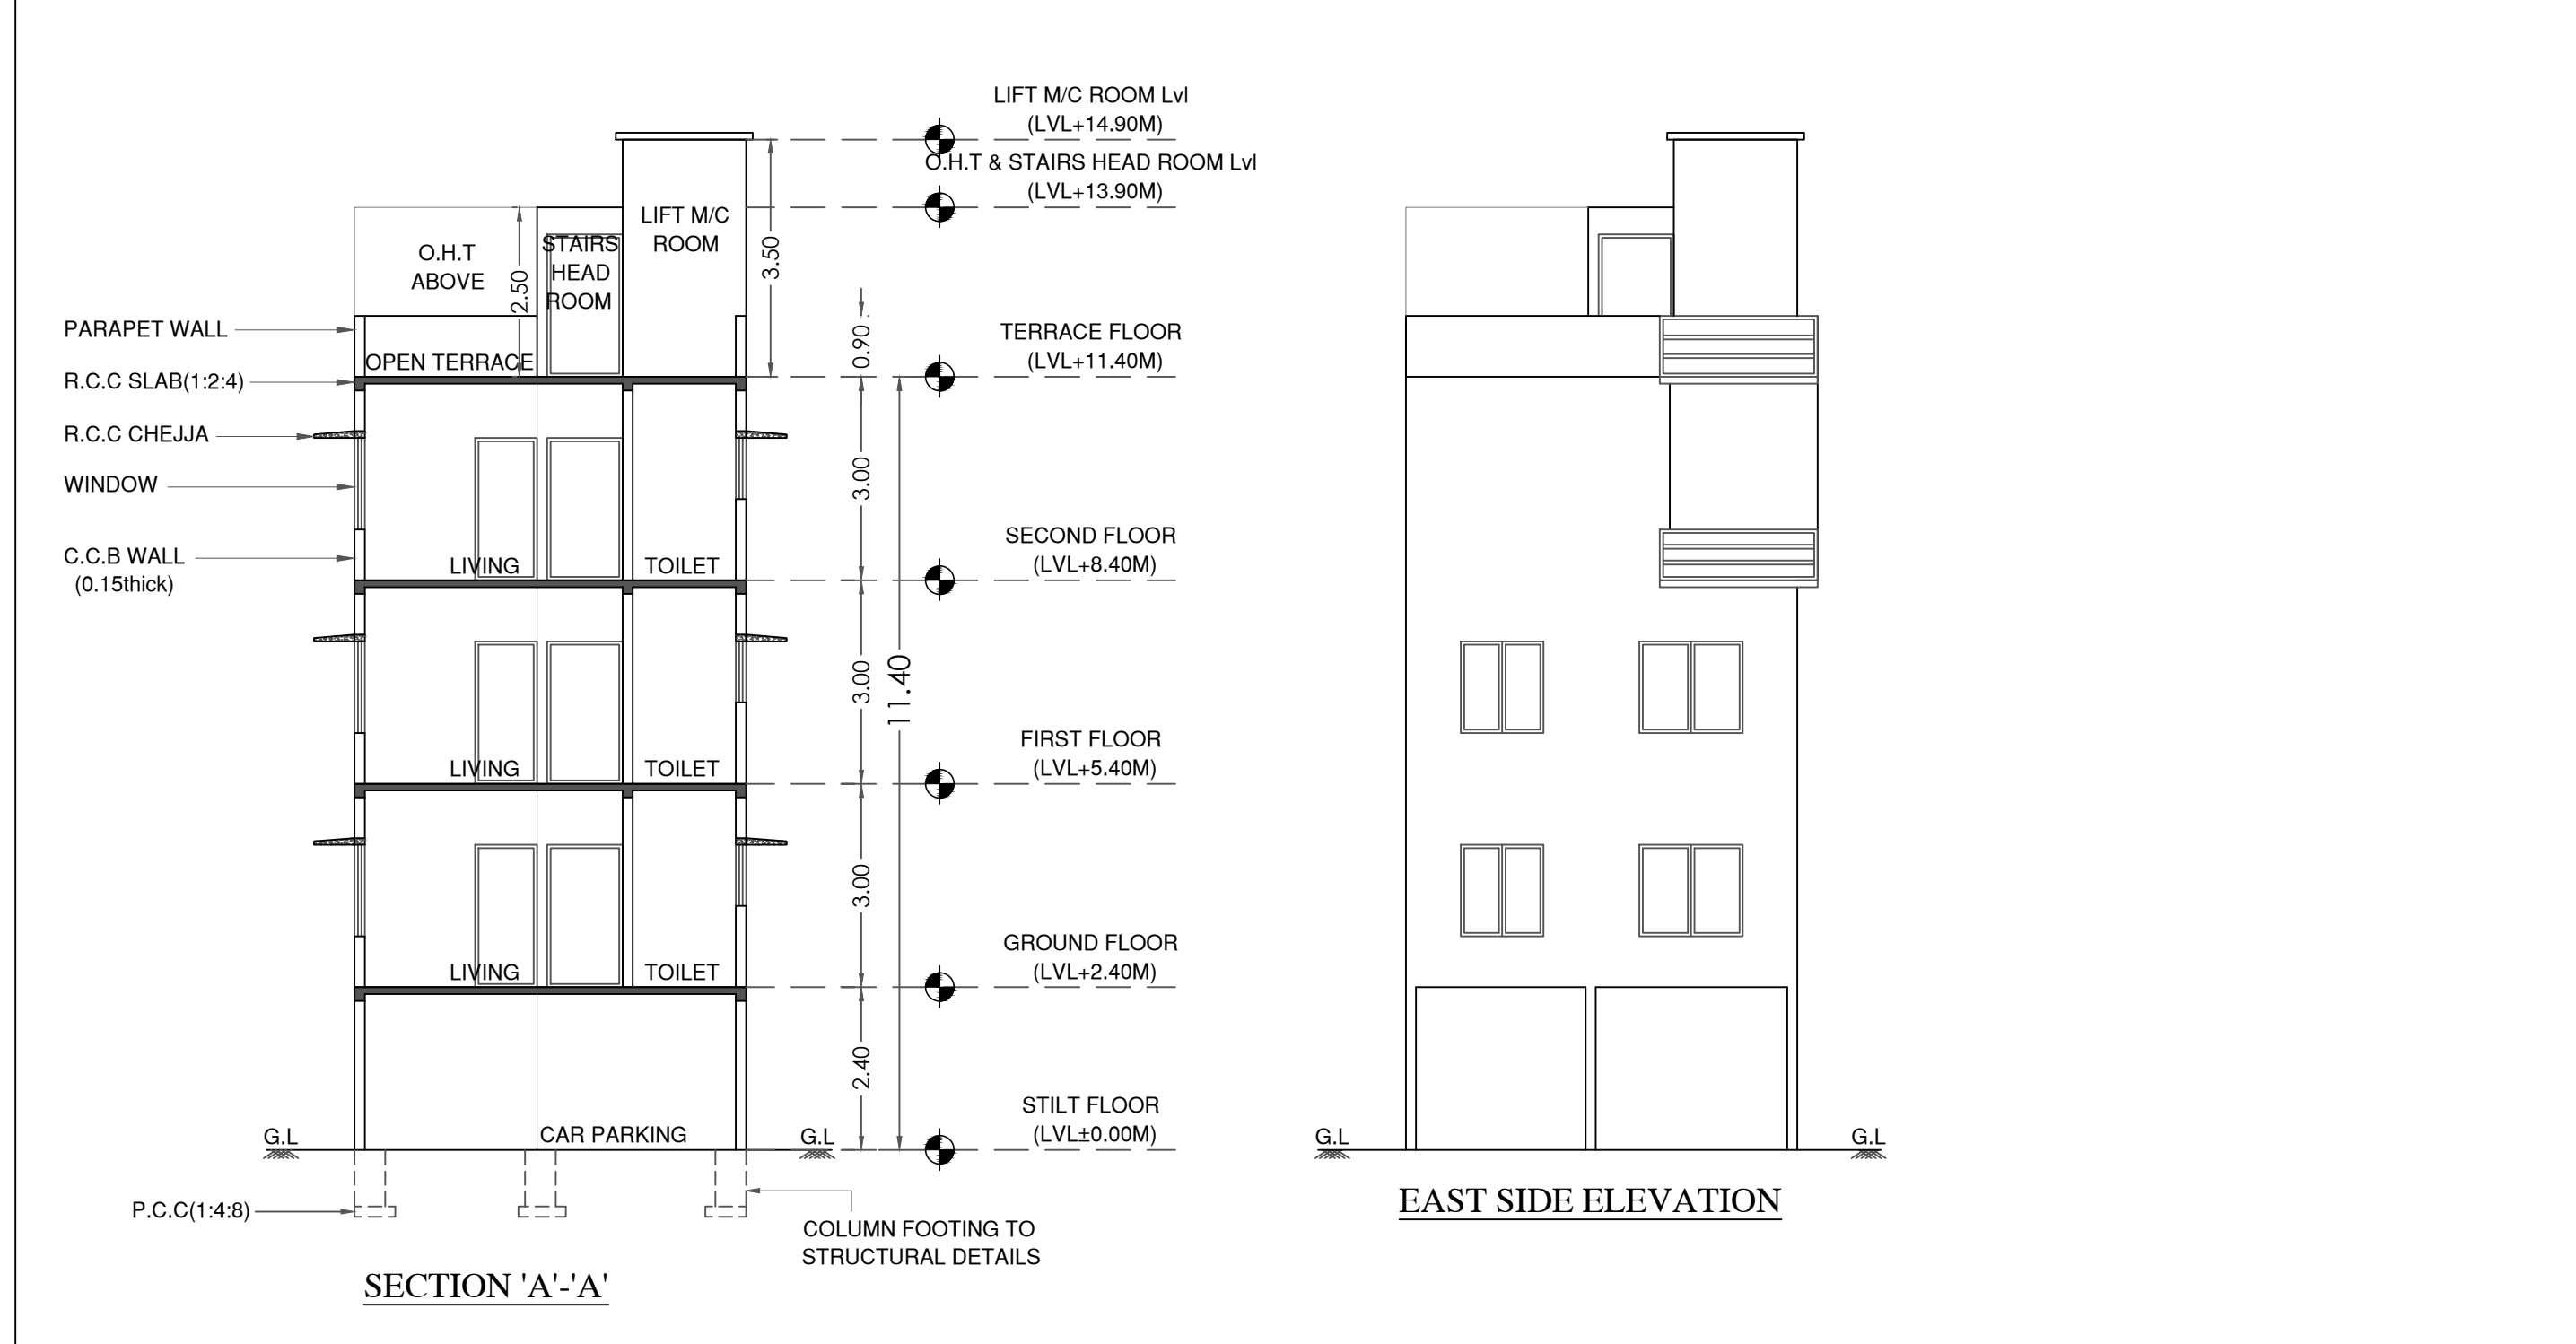 LIFT M/C ROOM Lvl
(LVL+14.90M)
O.H.T & STAIRS HEAD ROOM Lvl
(LVL+13.90M)
LIFT M/C
ROOM
STAIRS
HEAD
ROOM
O.H.T
ABOVE
2.50
3.50
PARAPET WALL
0.90
TERRACE FLOOR
(LVL+11.40M)
OPEN TERRACE
R.C.C SLAB(1:2:4)
R.C.C CHEJJA
WINDOW
3.00
C.C.B WALL
(0.15thick)
LIVING
TOILET
SECOND FLOOR
(LVL+8.40M)
3.00
11.40
LIVING
TOILET
FIRST FLOOR
(LVL+5.40M)
3.00
LIVING
TOILET
GROUND FLOOR
(LVL+2.40M)
2.40
STILT FLOOR
(LVL±0.00M)
G.L
CAR PARKING
G.L
G.L
G.L
P.C.C(1:4:8)
COLUMN FOOTING TO
STRUCTURAL DETAILS
SECTION 'A'-'A'
EAST SIDE ELEVATION